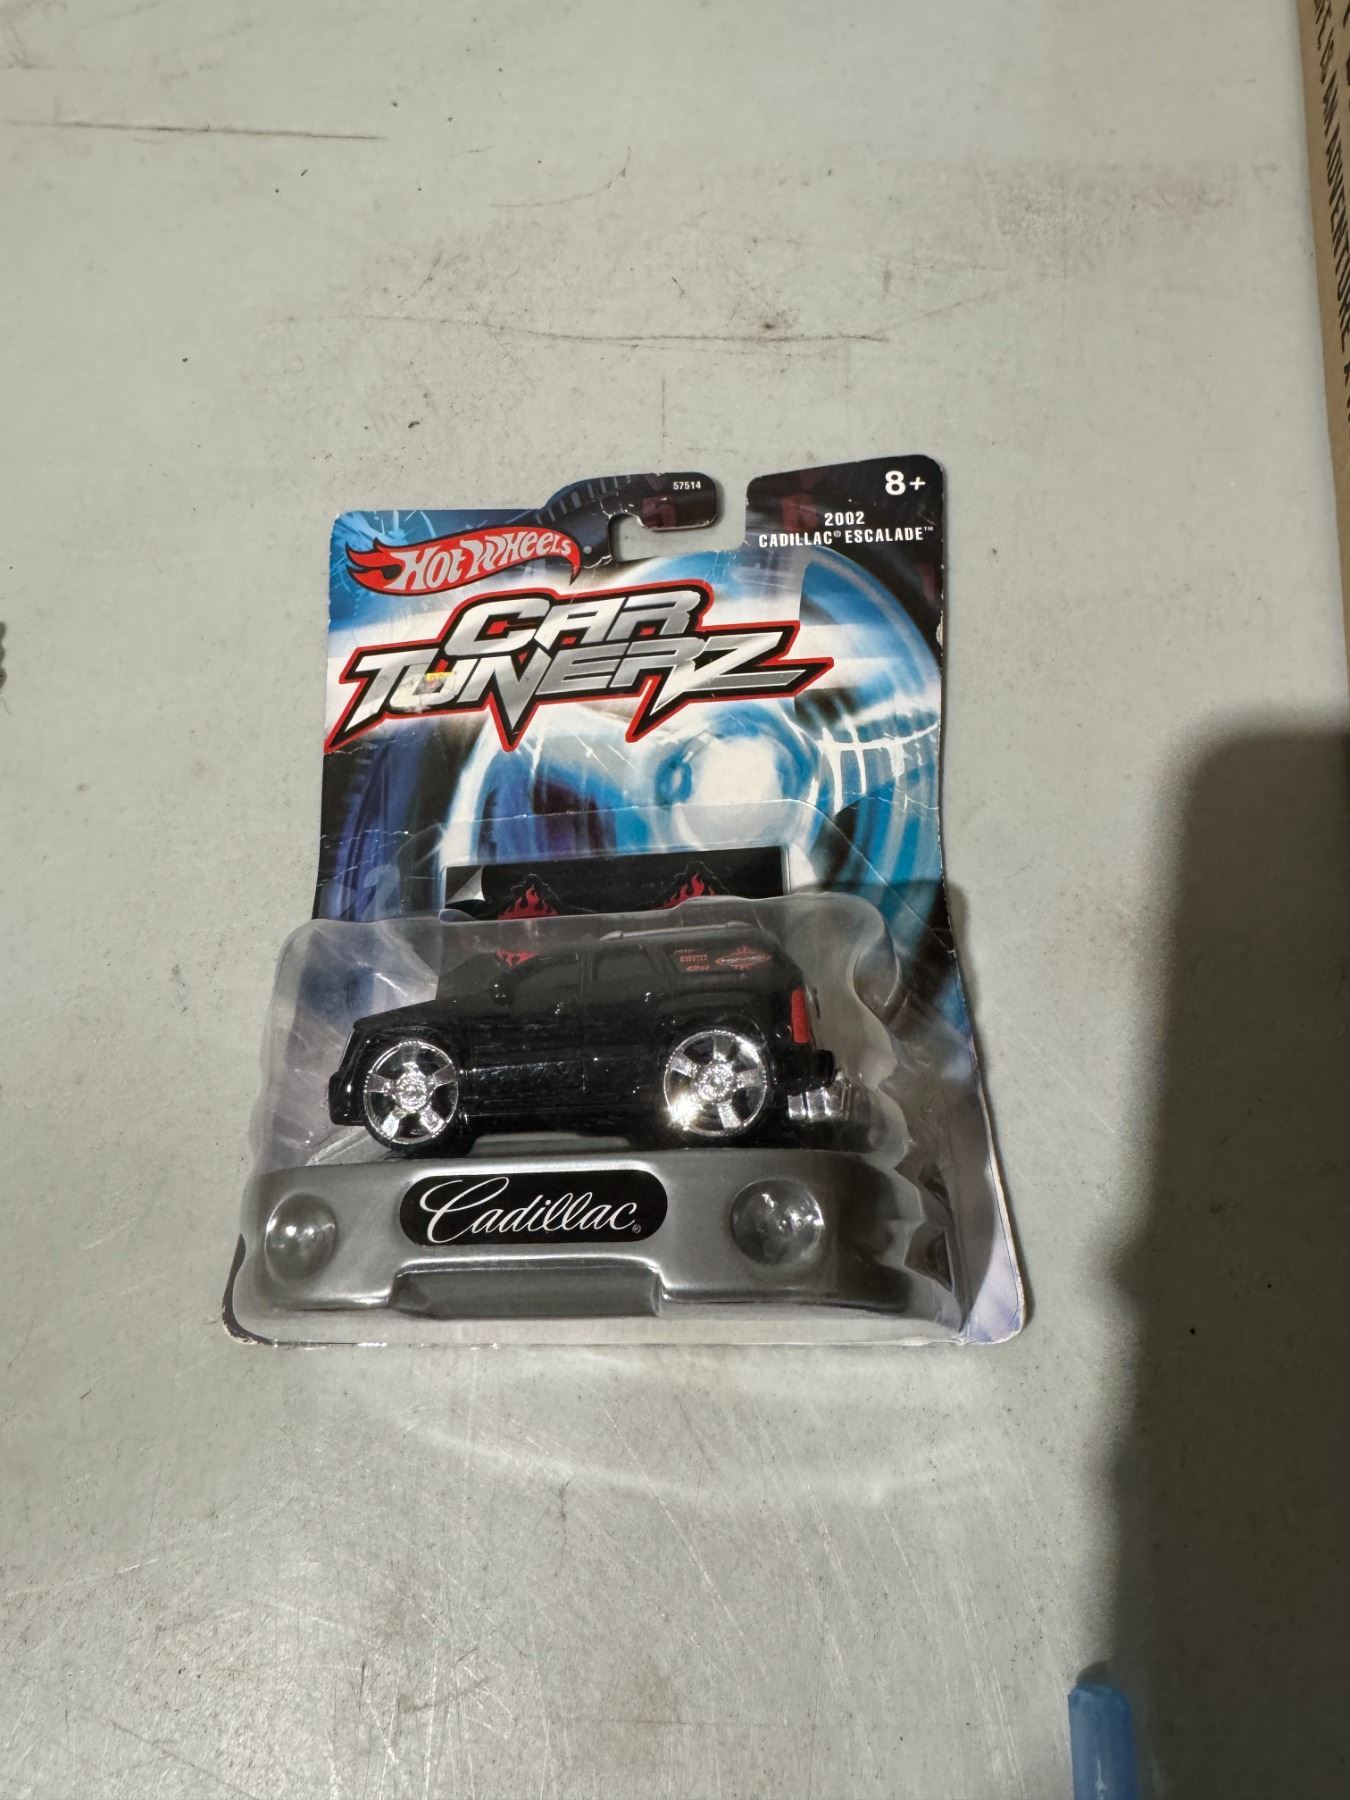 57514
8+
2002
CADILLAC® ESCALADE™
HOT WHEELS
CAR
TUNERZ
Cadillac®